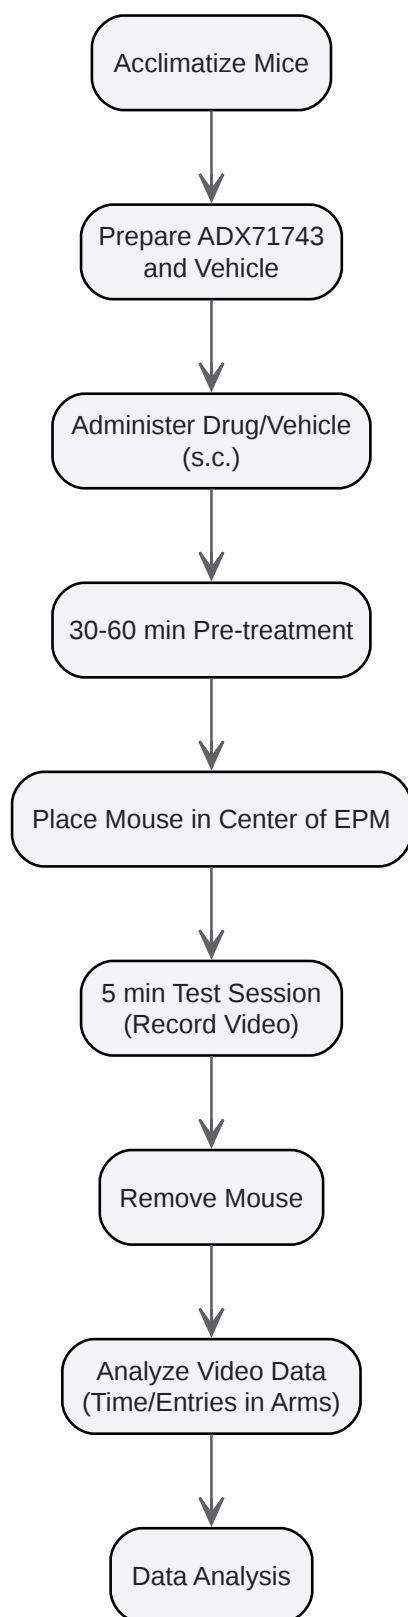 Acclimatize Mice
Prepare ADX71743
and Vehicle
Administer Drug/Vehicle
(s.c.)
30-60 min Pre-treatment
Place Mouse in Center of EPM
5 min Test Session
(Record Video)
Remove Mouse
Analyze Video Data
(Time/Entries in Arms)
Data Analysis